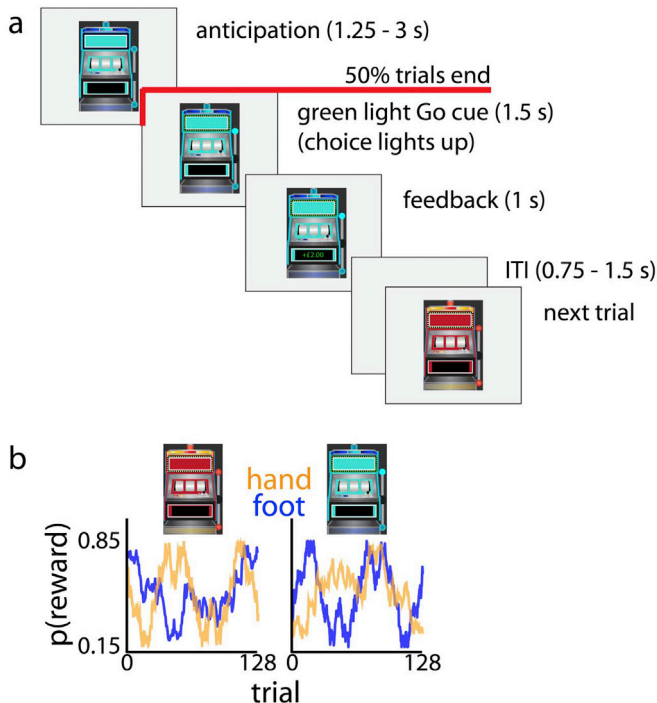 a
anticipation (1.25 - 3 s)
50% trials end
green light Go cue (1.5 s)
(choice lights up)
feedback (1 s)
+£2.00
ITI (0.75 - 1.5 s)
next trial
b
hand
foot
p(reward)
0.85
0.15
0
128
0
128
trial